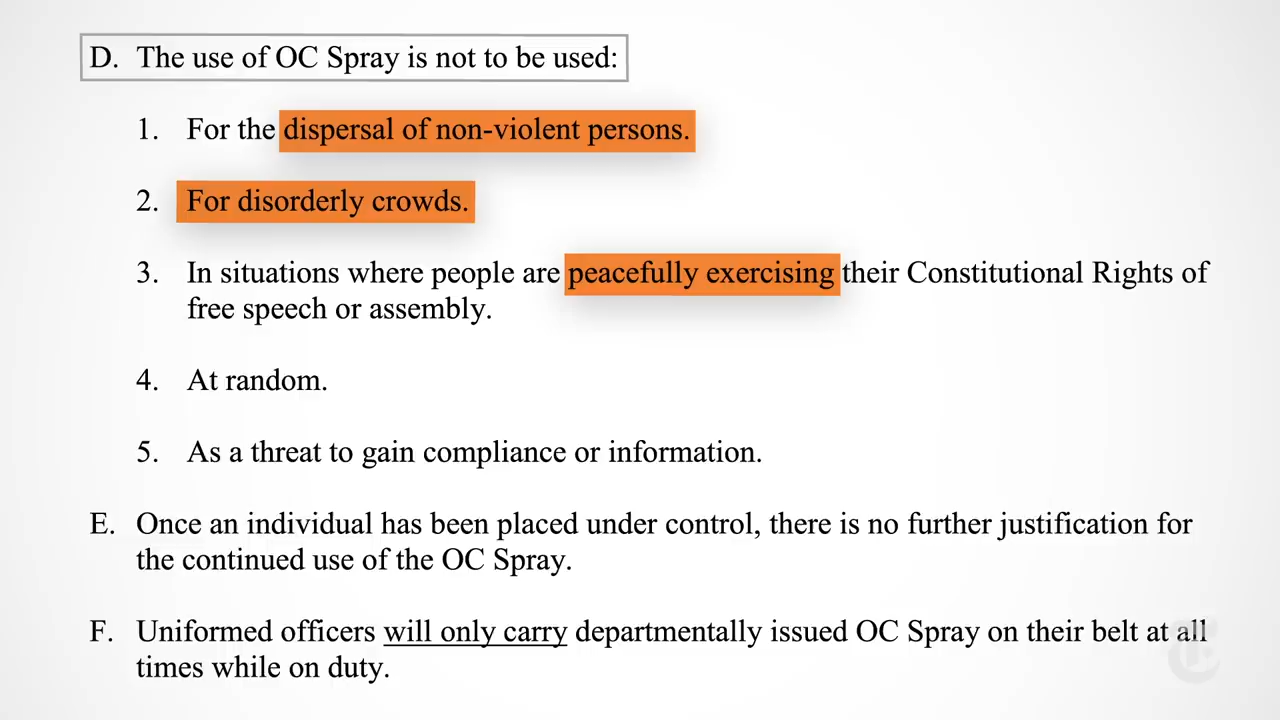 D. The use of OC Spray is not to be used:
1. For the dispersal of non-violent persons.
2. For disorderly crowds.
3. In situations where people are peacefully exercising their Constitutional Rights of
free speech or assembly.
4. At random.
5. As a threat to gain compliance or information.
E. Once an individual has been placed under control, there is no further justification for
the continued use of the OC Spray.
F. Uniformed officers will only carry departmentally issued OC Spray on their belt at all
times while on duty.